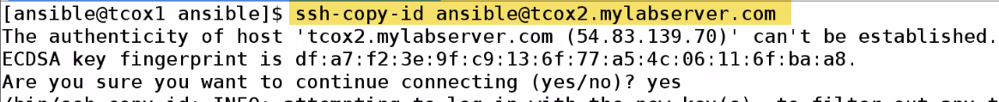 [ansible@tcox1 ansible]$ ssh-copy-id ansible@tcox2.mylabserver.com
The authenticity of host 'tcox2.mylabserver.com (54.83.139.70)' can't be established.
ECDSA key fingerprint is df:a7:f2:3e:9f:c9:13:6f:77:a5:4c:06:11:6f:ba:a8.
Are you sure you want to continue connecting (yes/no)? yes
/bin/ssh-copy-id: INFO: attempting to log in with the new key(s), to filter out any